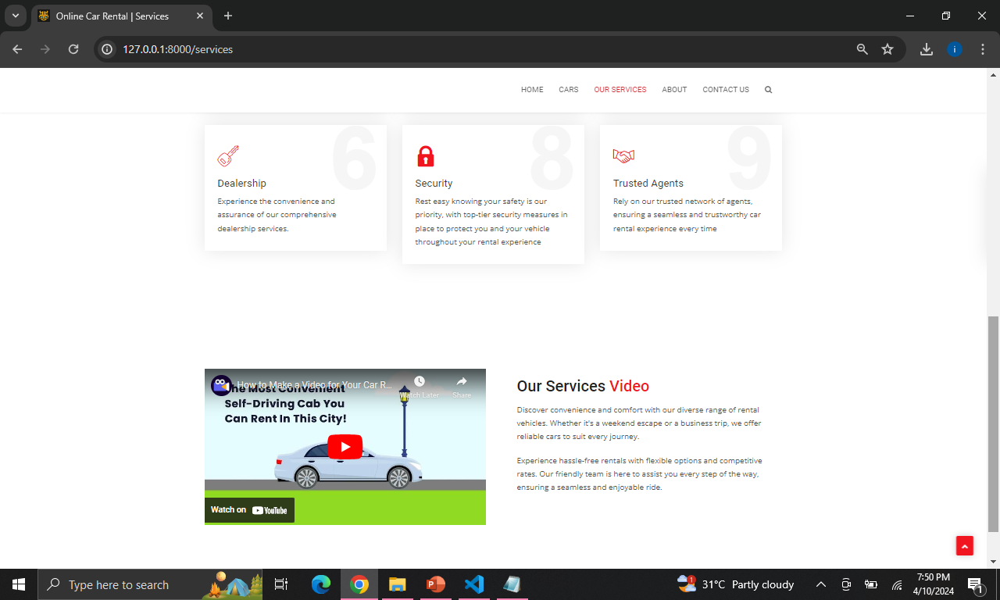 Online Car Rental | Services
127.0.0.1:8000/services
i
HOME CARS OUR SERVICES ABOUT CONTACT US
6
Dealership
Experience the convenience and
assurance of our comprehensive
dealership services.
8
Security
Rest easy knowing your safety is our
priority, with top-tier security measures in
place to protect you and your vehicle
throughout your rental experience
9
Trusted Agents
Rely on our trusted network of agents,
ensuring a seamless and trustworthy car
rental experience every time
How to Make a Video for Your Car R...
Watch Later Share
The Most Convenient
Self-Driving Cab You
Can Rent In This City!
Watch on YouTube
Our Services Video
Discover convenience and comfort with our diverse range of rental
vehicles. Whether it's a weekend escape or a business trip, we offer
reliable cars to suit every journey.
Experience hassle-free rentals with flexible options and competitive
rates. Our friendly team is here to assist you every step of the way,
ensuring a seamless and enjoyable ride.
Type here to search
1
31°C Partly cloudy
7:50 PM
4/10/2024
1